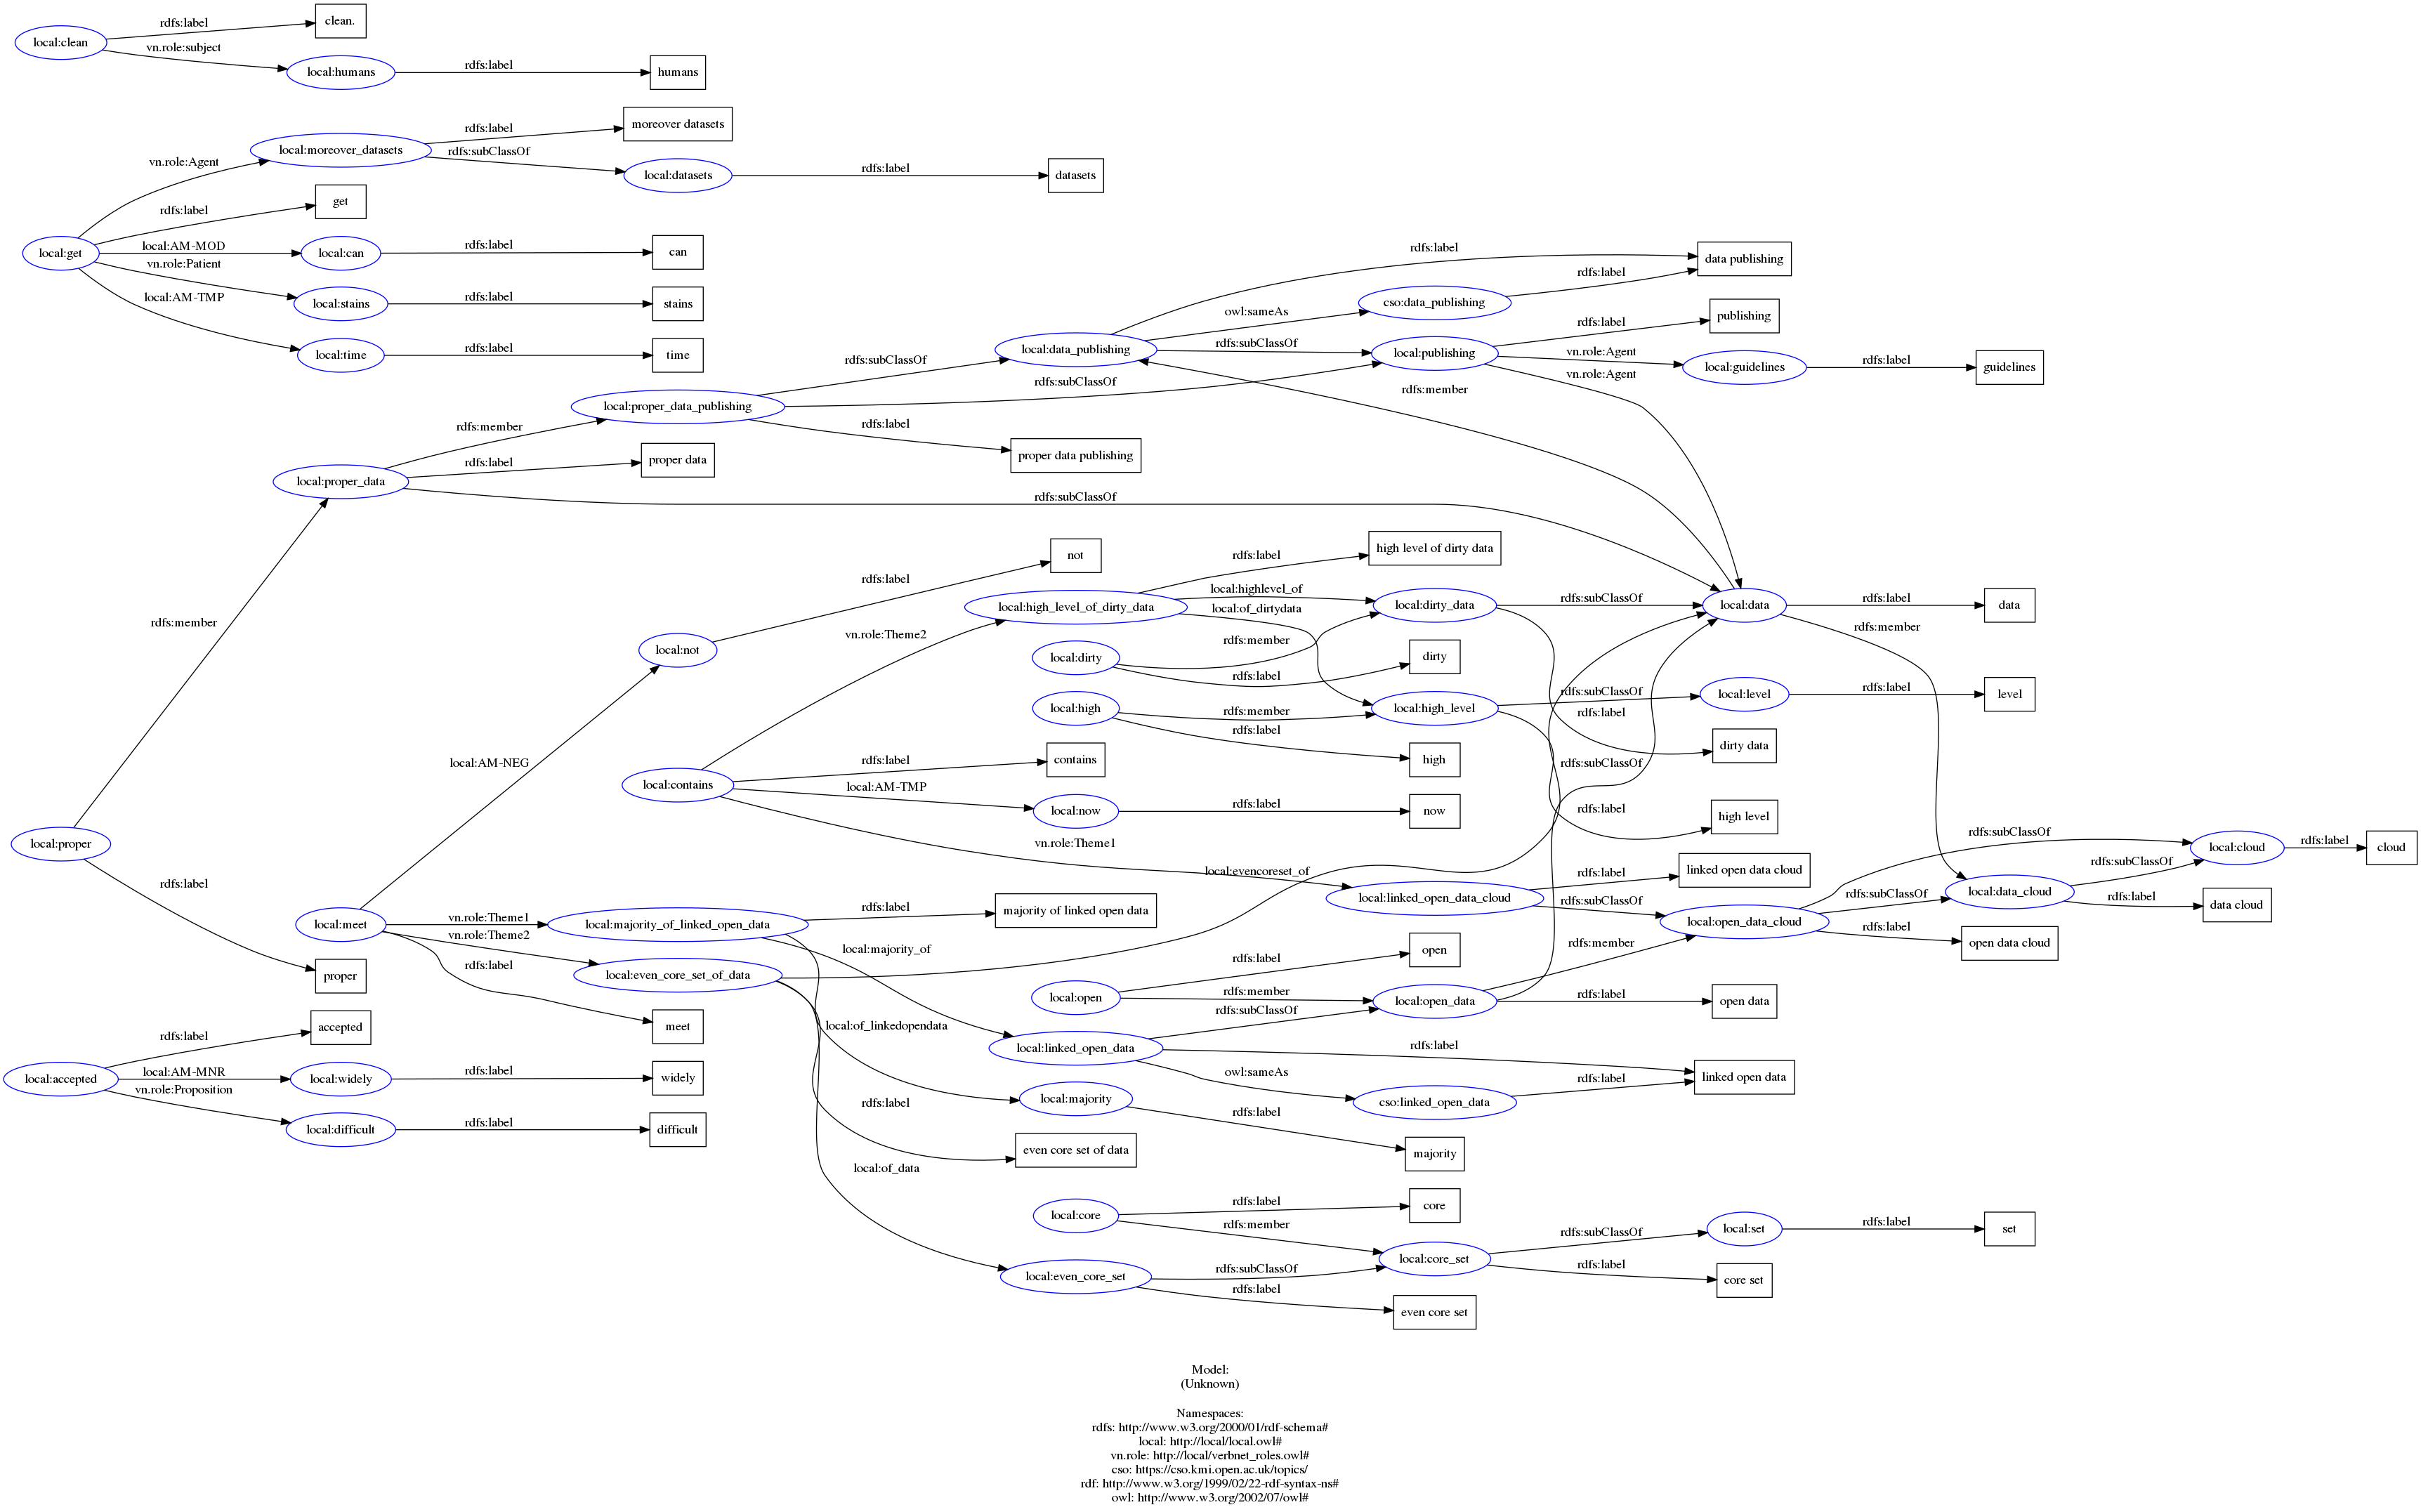 rdfs:label
clean.
local:clean
vn.role:subject
local:humans
rdfs:label
humans
rdfs:label
moreover datasets
local:moreover_datasets
vn.role:Agent
rdfs:subClassOf
local:datasets
rdfs:label
datasets
rdfs:label
get
local:get
local:AM-MOD
local:can
rdfs:label
can
vn.role:Patient
local:stains
rdfs:label
stains
local:AM-TMP
local:time
rdfs:label
time
rdfs:label
data publishing
rdfs:label
cso:data_publishing
owl:sameAs
rdfs:label
publishing
local:data_publishing
rdfs:subClassOf
local:publishing
vn.role:Agent
local:guidelines
rdfs:label
guidelines
vn.role:Agent
rdfs:subClassOf
rdfs:subClassOf
rdfs:member
local:proper_data_publishing
rdfs:label
proper data publishing
rdfs:member
rdfs:label
proper data
local:proper_data
rdfs:subClassOf
rdfs:label
not
rdfs:label
high level of dirty data
local:highlevel_of
local:high_level_of_dirty_data
local:of_dirtydata
local:dirty_data
rdfs:subClassOf
local:data
rdfs:label
data
rdfs:member
rdfs:member
vn.role:Theme2
local:not
rdfs:member
local:dirty
rdfs:label
dirty
local:high
rdfs:member
rdfs:label
local:high_level
rdfs:subClassOf
local:level
rdfs:label
level
rdfs:label
dirty data
high
local:AM-NEG
rdfs:label
contains
local:contains
local:AM-TMP
local:now
rdfs:label
now
rdfs:subClassOf
rdfs:label
high level
vn.role:Theme1
local:proper
rdfs:label
proper
local:evencoreset_of
rdfs:label
linked open data cloud
local:linked_open_data_cloud
rdfs:subClassOf
rdfs:subClassOf
local:cloud
rdfs:label
cloud
rdfs:subClassOf
rdfs:subClassOf
local:data_cloud
rdfs:label
data cloud
local:open_data_cloud
rdfs:label
open data cloud
rdfs:member
local:meet
vn.role:Theme1
local:majority_of_linked_open_data
rdfs:label
majority of linked open data
vn.role:Theme2
local:even_core_set_of_data
local:majority_of
rdfs:label
meet
rdfs:label
open
local:open
rdfs:member
local:open_data
rdfs:label
open data
rdfs:subClassOf
local:of_linkedopendata
local:linked_open_data
rdfs:label
linked open data
owl:sameAs
cso:linked_open_data
rdfs:label
rdfs:label
accepted
local:accepted
local:AM-MNR
local:widely
rdfs:label
widely
vn.role:Proposition
local:difficult
rdfs:label
difficult
local:majority
rdfs:label
majority
rdfs:label
even core set of data
local:of_data
local:core
rdfs:label
core
rdfs:member
rdfs:subClassOf
local:set
rdfs:label
set
local:core_set
rdfs:label
core set
local:even_core_set
rdfs:subClassOf
rdfs:label
even core set
Model:
(Unknown)
Namespaces:
rdfs: http://www.w3.org/2000/01/rdf-schema#
local: http://local/local.owl#
vn.role: http://local/verbnet_roles.owl#
cso: https://cso.kmi.open.ac.uk/topics/
rdf: http://www.w3.org/1999/02/22-rdf-syntax-ns#
owl: http://www.w3.org/2002/07/owl#